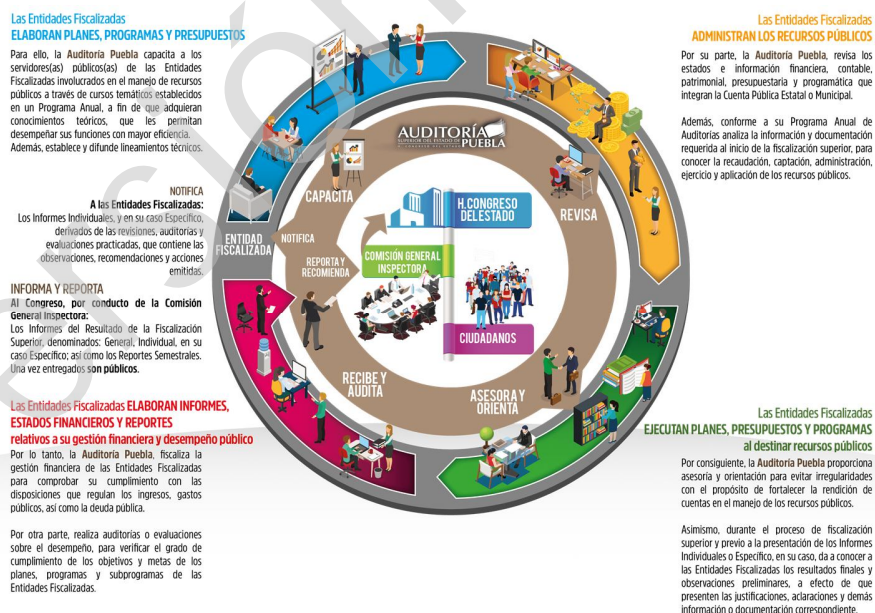 Las Entidades Fiscalizadas
ELABORAN PLANES, PROGRAMAS Y PRESUPUESTOS
Para ello, la Auditoría Puebla capacita a los
servidores(as) públicos(as) de las Entidades
Fiscalizadas involucrados en el manejo de recursos
públicos a través de cursos temáticos establecidos
en un Programa Anual, a fin de que adquieran
conocimientos teóricos, que les permitan
desempeñar sus funciones con mayor eficiencia.
Además, establece y difunde lineamientos técnicos.
NOTIFICA
A las Entidades Fiscalizadas:
Los Informes Individuales, y en su caso Específico,
derivados de las revisiones, auditorías y
evaluaciones practicadas, que contiene las
observaciones, recomendaciones y acciones
emitidas.
INFORMA Y REPORTA
Al Congreso, por conducto de la Comisión
General Inspectora:
Los Informes del Resultado de la Fiscalización
Superior, denominados: General, Individual, en su
caso Específico; así como los Reportes Semestrales.
Una vez entregados son públicos.
Las Entidades Fiscalizadas ELABORAN INFORMES,
ESTADOS FINANCIEROS Y REPORTES
relativos a su gestión financiera y desempeño público
Por lo tanto, la Auditoría Puebla, fiscaliza la
gestión financiera de las Entidades Fiscalizadas
para comprobar su cumplimiento con las
disposiciones que regulan los ingresos, gastos
públicos, así como la deuda pública.
Por otra parte, realiza auditorías o evaluaciones
sobre el desempeño, para verificar el grado de
cumplimiento de los objetivos y metas de los
planes, programas y subprogramas de las
Entidades Fiscalizadas.
AUDITORÍA
SUPERIOR DEL ESTADO DE PUEBLA
H. CONGRESO DEL ESTADO
CAPACITA
REVISA
H. CONGRESO
DEL ESTADO
ENTIDAD
FISCALIZADA
NOTIFICA
REPORTA Y
RECOMIENDA
COMISIÓN GENERAL
INSPECTORA
CIUDADANOS
RECIBE Y
AUDITA
ASESORA Y
ORIENTA
Las Entidades Fiscalizadas
ADMINISTRAN LOS RECURSOS PÚBLICOS
Por su parte, la Auditoría Puebla, revisa los
estados e información financiera, contable,
patrimonial, presupuestaria y programática que
integran la Cuenta Pública Estatal o Municipal.
Además, conforme a su Programa Anual de
Auditorías analiza la información y documentación
requerida al inicio de la fiscalización superior, para
conocer la recaudación, captación, administración,
ejercicio y aplicación de los recursos públicos.
Las Entidades Fiscalizadas
EJECUTAN PLANES, PRESUPUESTOS Y PROGRAMAS
al destinar recursos públicos
Por consiguiente, la Auditoría Puebla proporciona
asesoría y orientación para evitar irregularidades
con el propósito de fortalecer la rendición de
cuentas en el manejo de los recursos públicos.
Asimismo, durante el proceso de fiscalización
superior y previo a la presentación de los Informes
Individuales o Específico, en su caso, da a conocer a
las Entidades Fiscalizadas los resultados finales y
observaciones preliminares, a efecto de que
presenten las justificaciones, aclaraciones y demás
información o documentación correspondiente.